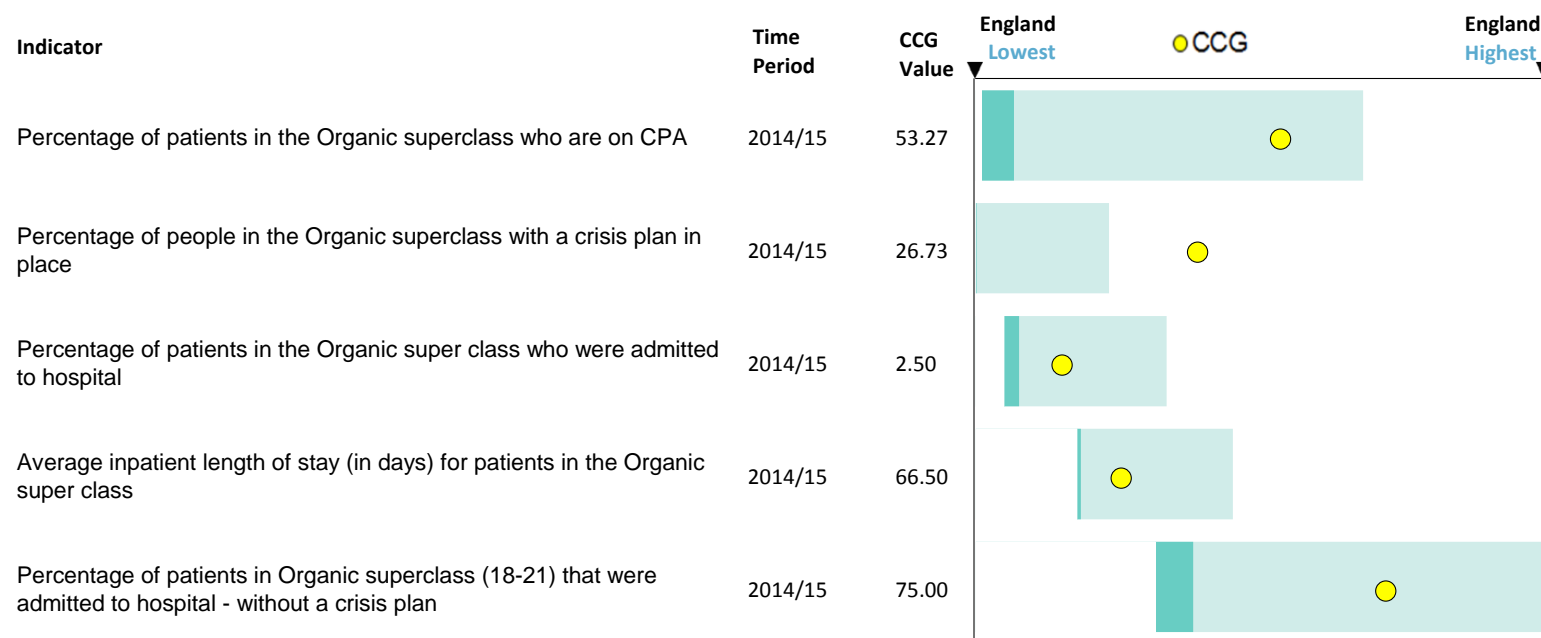 Indicator
Time
Period
CCG
Value
England
Lowest
CCG
England
Highest
Percentage of patients in the Organic superclass who are on CPA
2014/15
53.27
Percentage of people in the Organic superclass with a crisis plan in
place
2014/15
26.73
Percentage of patients in the Organic super class who were admitted
to hospital
2014/15
2.50
Average inpatient length of stay (in days) for patients in the Organic
super class
2014/15
66.50
Percentage of patients in Organic superclass (18-21) that were
admitted to hospital - without a crisis plan
2014/15
75.00